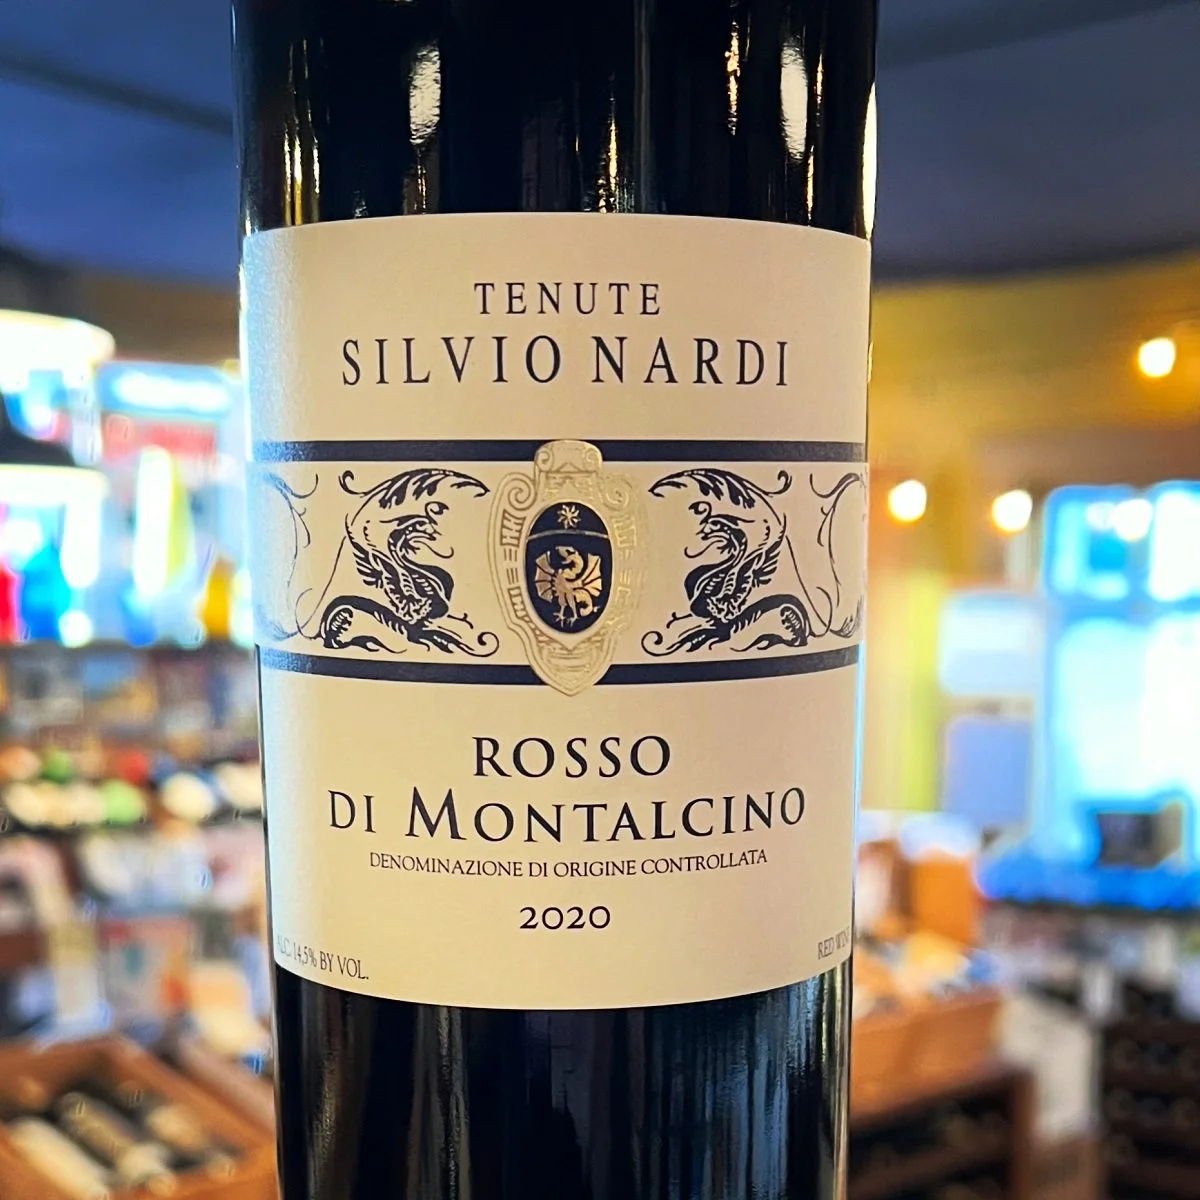 TENUTE
SILVIO NARDI
ROSSO
DI MONTALCINO
DENOMINAZIONE DI ORIGINE CONTROLLATA
2020
ALC. 14,5% BY VOL.
RED WINE